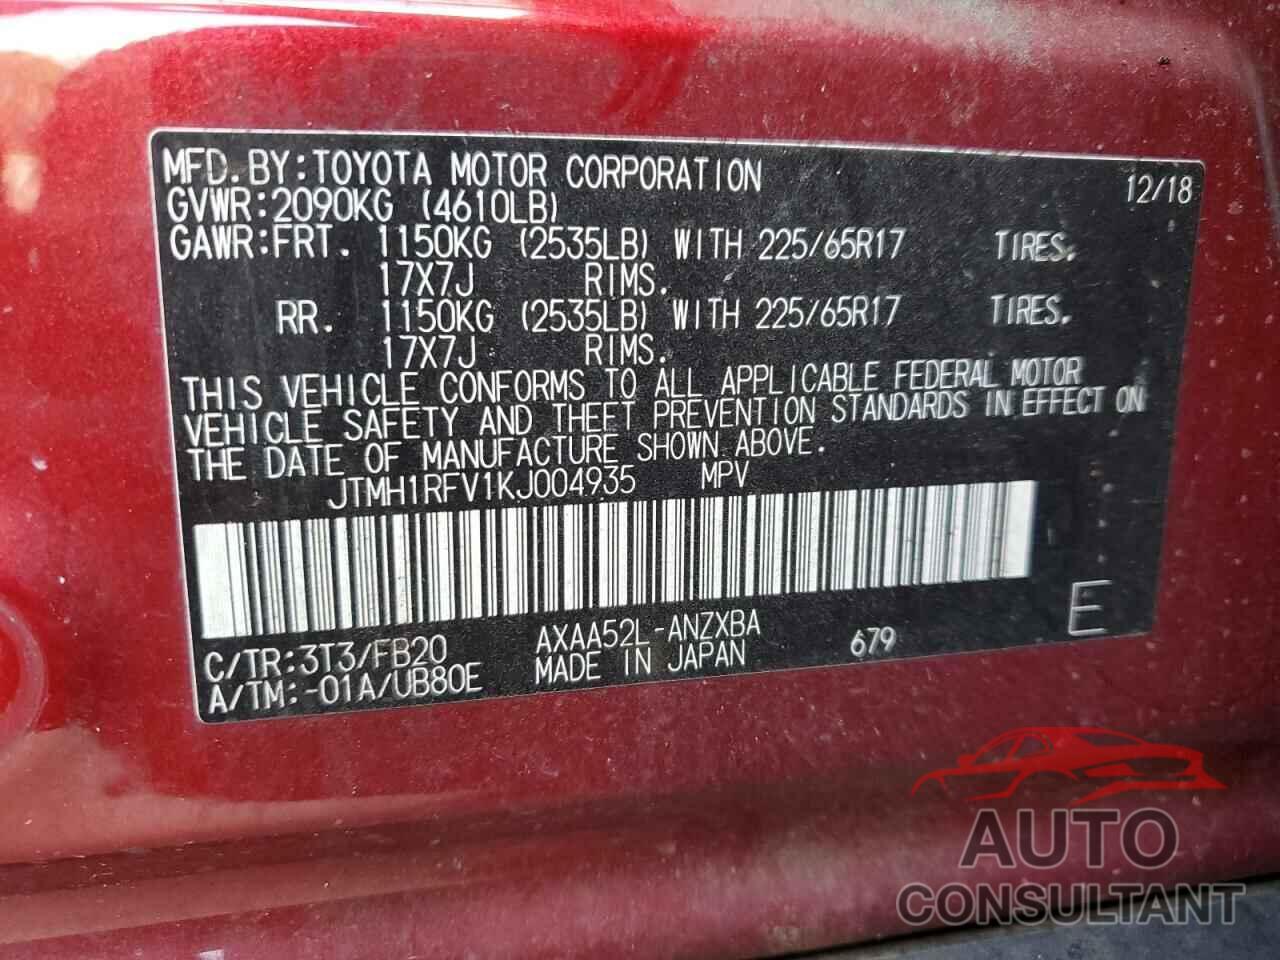 MFD. BY: TOYOTA MOTOR CORPORATION 12/18
GVWR: 2090KG (4610LB)
GAWR: FRT. 1150KG (2535LB) WITH 225/65R17 TIRES.
17X7J RIMS.
RR. 1150KG (2535LB) WITH 225/65R17 TIRES.
17X7J RIMS.
THIS VEHICLE CONFORMS TO ALL APPLICABLE FEDERAL MOTOR
VEHICLE SAFETY AND THEFT PREVENTION STANDARDS IN EFFECT ON
THE DATE OF MANUFACTURE SHOWN ABOVE.
JTMH1RFV1KJ004935 MPV
E
C/TR: 3T3/FB20 AXAA52L-ANZXBA 679
A/TM: -01A/UB80E MADE IN JAPAN
AUTO
CONSULTANT